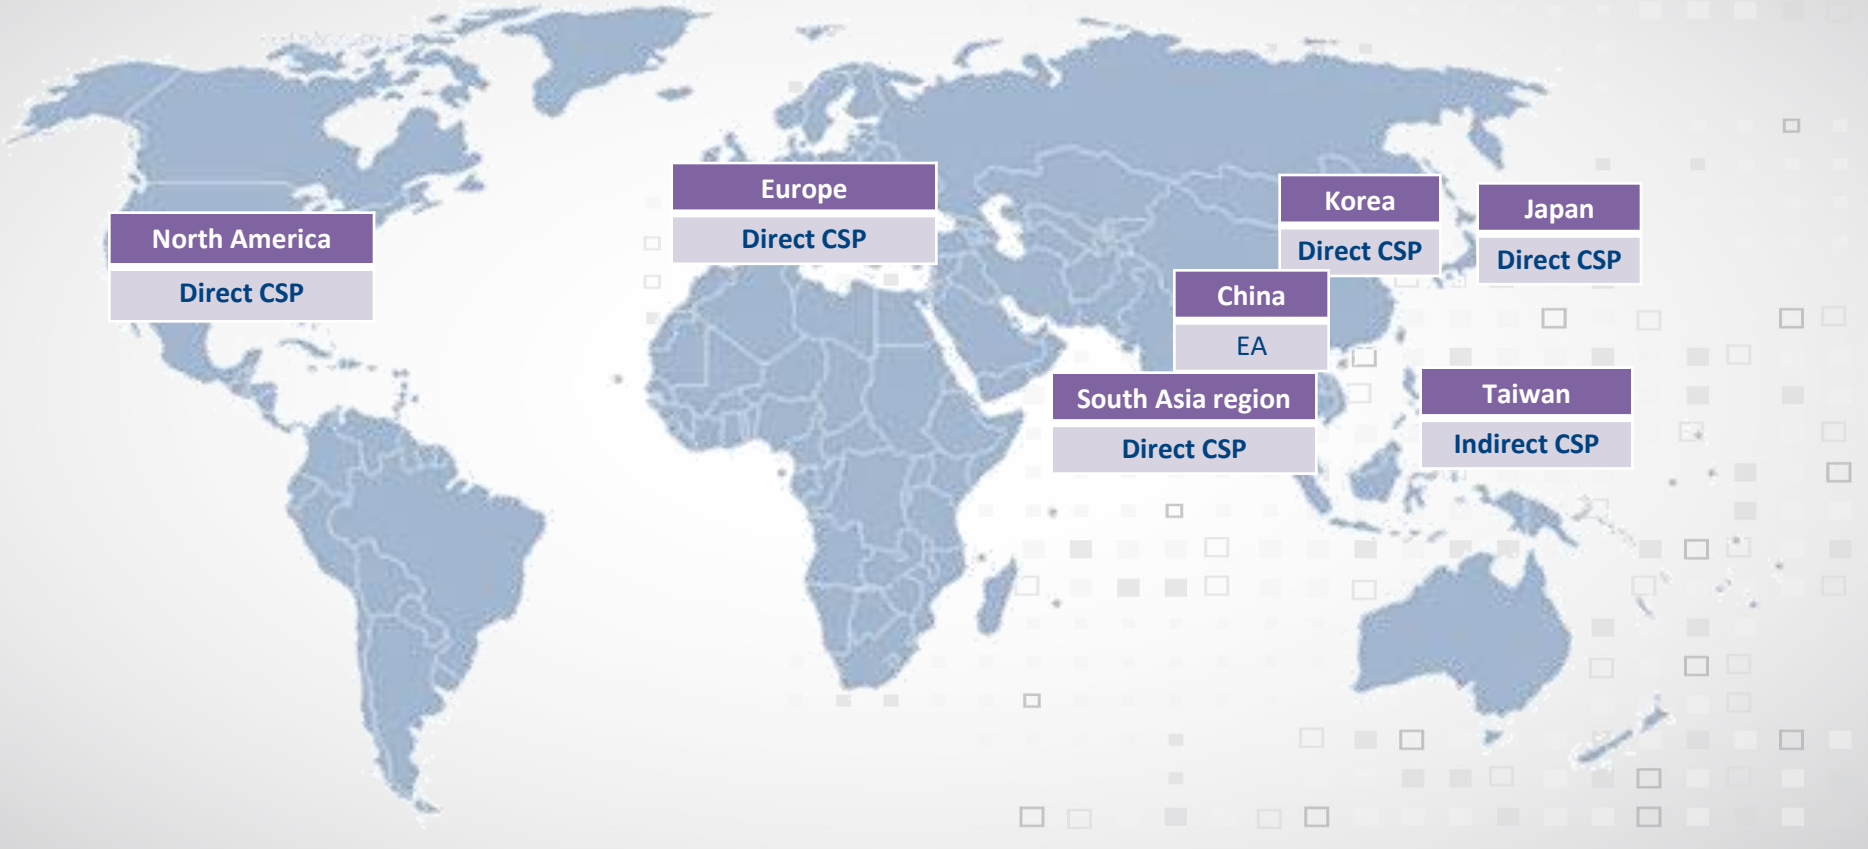 North America
Direct CSP
Europe
Direct CSP
Korea
Direct CSP
Japan
Direct CSP
China
EA
South Asia region
Direct CSP
Taiwan
Indirect CSP